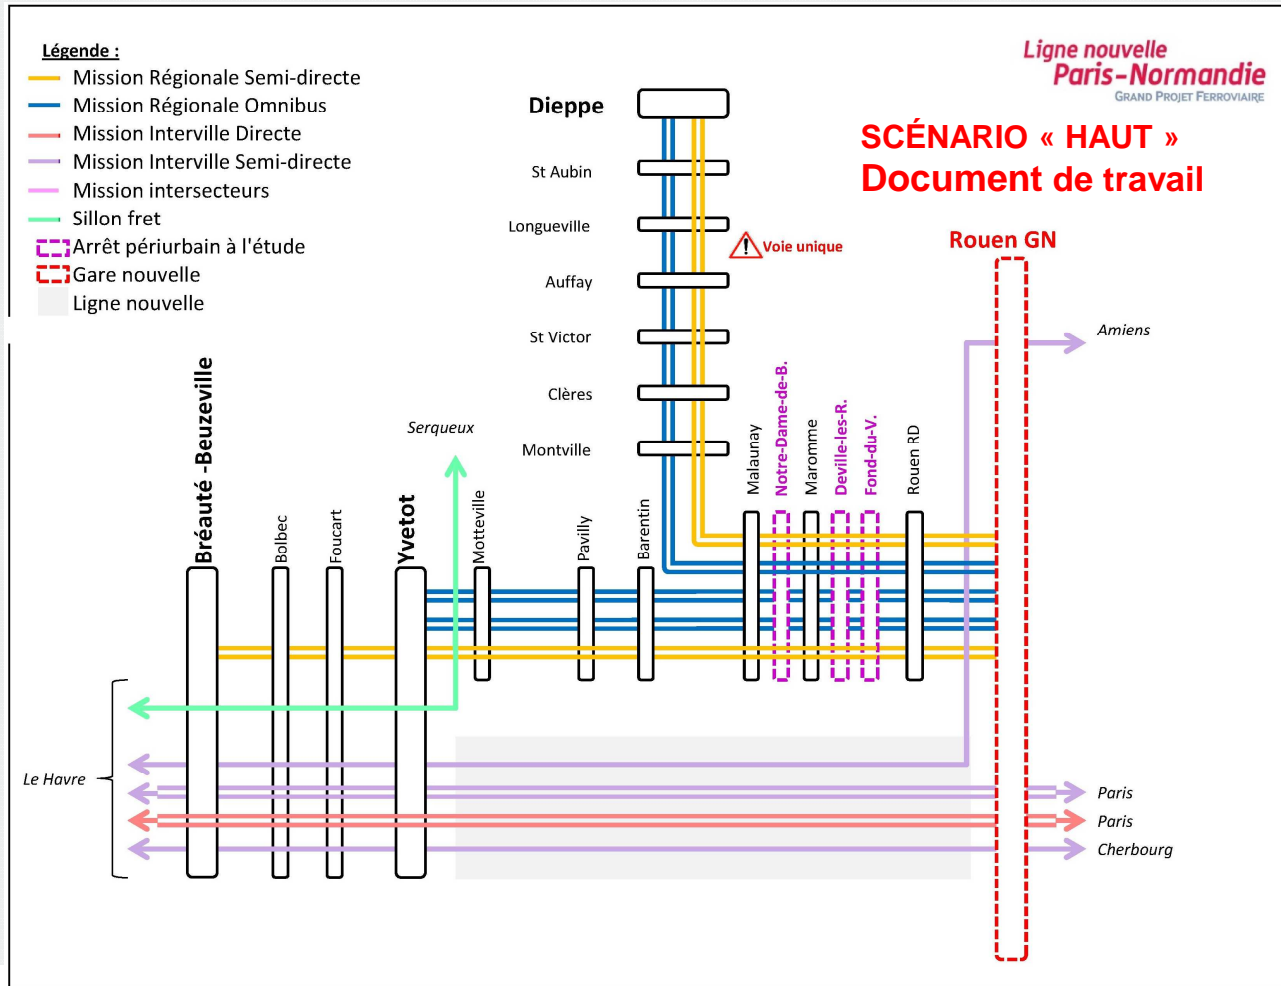 Légende :
Mission Régionale Semi-directe
Mission Régionale Omnibus
Mission Interville Directe
Mission Interville Semi-directe
Mission intersecteurs
Sillon fret
Arrêt périurbain à l'étude
Gare nouvelle
Ligne nouvelle
Ligne nouvelle
Paris-Normandie
GRAND PROJET FERROVIAIRE
SCÉNARIO « HAUT »
Document de travail
Dieppe
St Aubin
Longueville
Voie unique
Auffay
St Victor
Clères
Montville
Rouen GN
Amiens
Serqueux
Bréauté -Beuzeville
Bolbec
Foucart
Yvetot
Motteville
Pavilly
Barentin
Malaunay
Notre-Dame-de-B.
Maromme
Deville-les-R.
Fond-du-V.
Rouen RD
Le Havre
Paris
Paris
Cherbourg